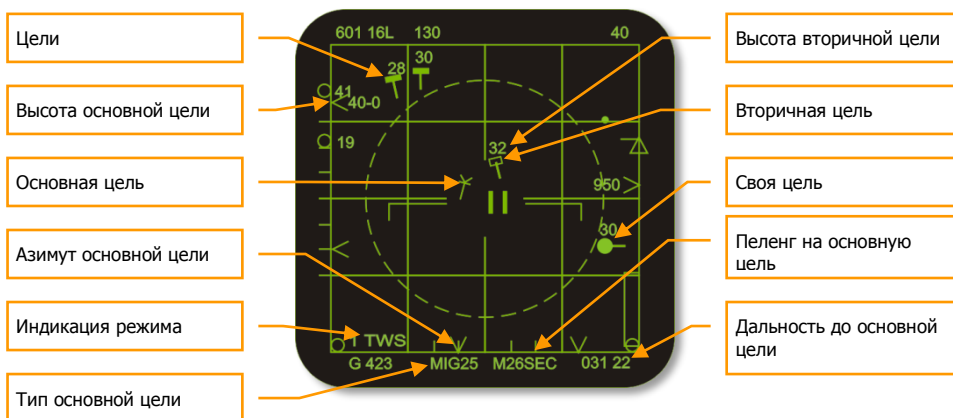 Цели
Высота основной цели
Основная цель
Азимут основной цели
Индикация режима
Тип основной цели
601 16L 130 40
28 30
41
40-0
19
32
950
30
TWS
G 423 MIG25 M26SEC 031 22
Высота вторичной цели
Вторичная цель
Своя цель
Пеленг на основную
цель
Дальность до основной
цели